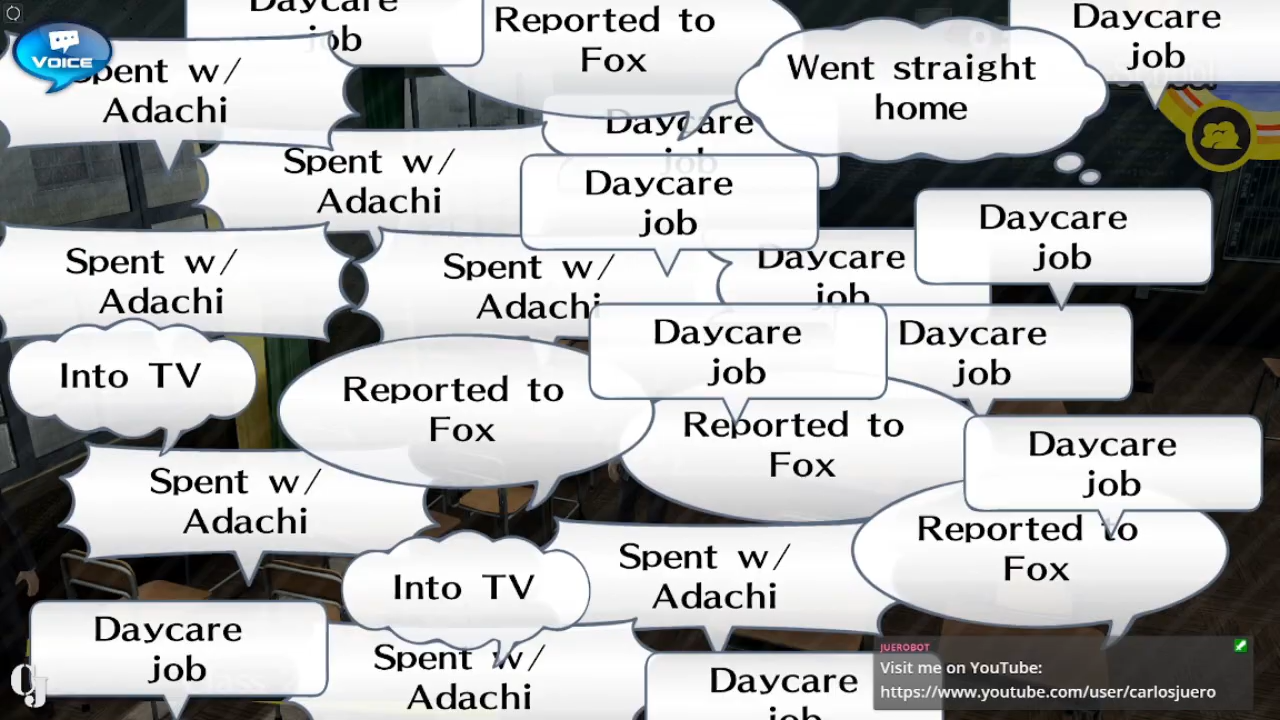 Daycare
job
Reported to
Fox
Daycare
job
VOICE
Spent w/
Adachi
Went straight
home
Daycare
job
Spent w/
Adachi
Daycare
job
Daycare
job
Spent w/
Adachi
Spent w/
Adachi
Daycare
job
Into TV
Reported to
Fox
Daycare
job
Daycare
job
Reported to
Fox
Daycare
job
Spent w/
Adachi
Reported to
Fox
Into TV
Spent w/
Adachi
Daycare
job
Spent w/
Adachi
Daycare
job
JUEROBOT
Visit me on YouTube:
https://www.youtube.com/user/carlosjuero
CJ